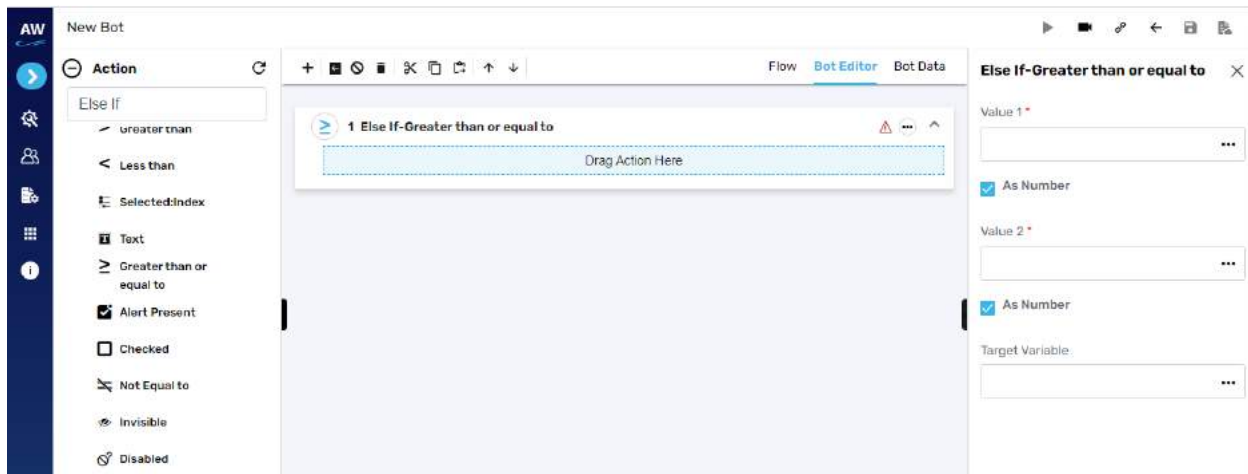 AW
New Bot
Action
Else If
Greater than
Less than
Selected:Index
Text
Greater than or
equal to
Alert Present
Checked
Not Equal to
Invisible
Disabled
Flow Bot Editor Bot Data
1 Else If-Greater than or equal to
Drag Action Here
Else If-Greater than or equal to
Value 1 *
As Number
Value 2 *
As Number
Target Variable